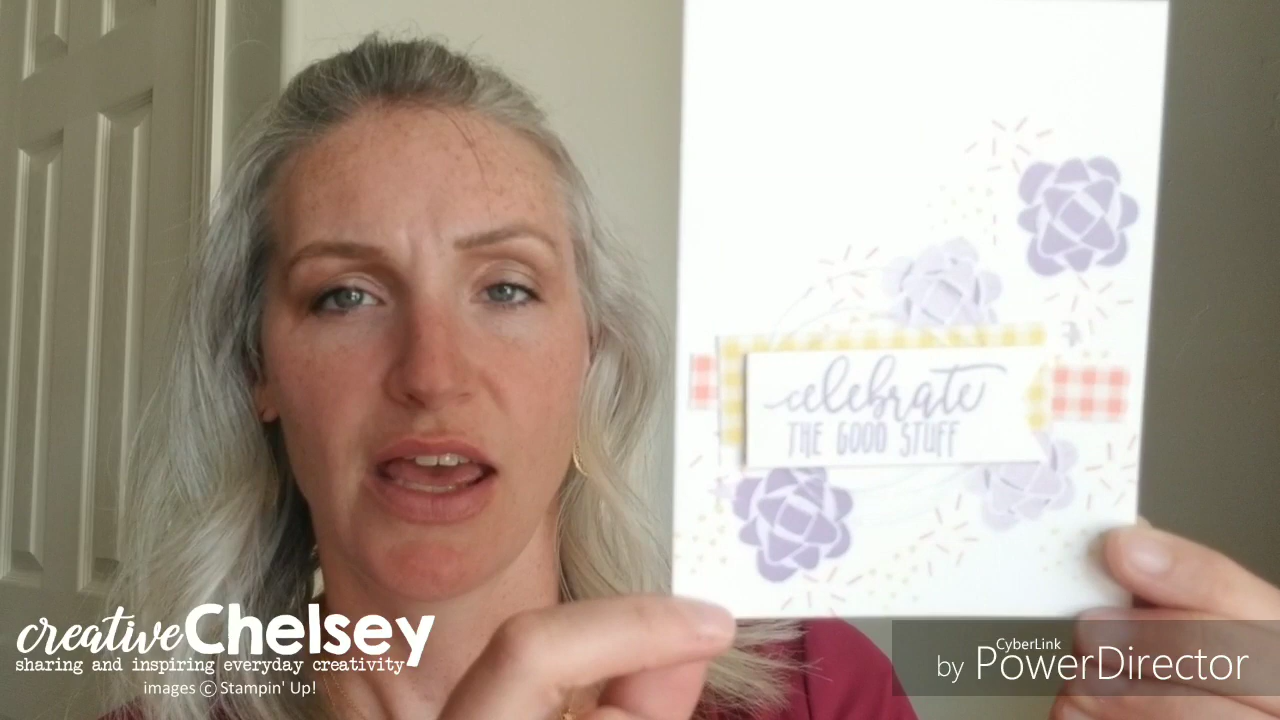 celebrate
THE GOOD STUFF
creativeChelsey
sharing and inspiring everyday creativity
images © Stampin' Up!
CyberLink
by PowerDirector